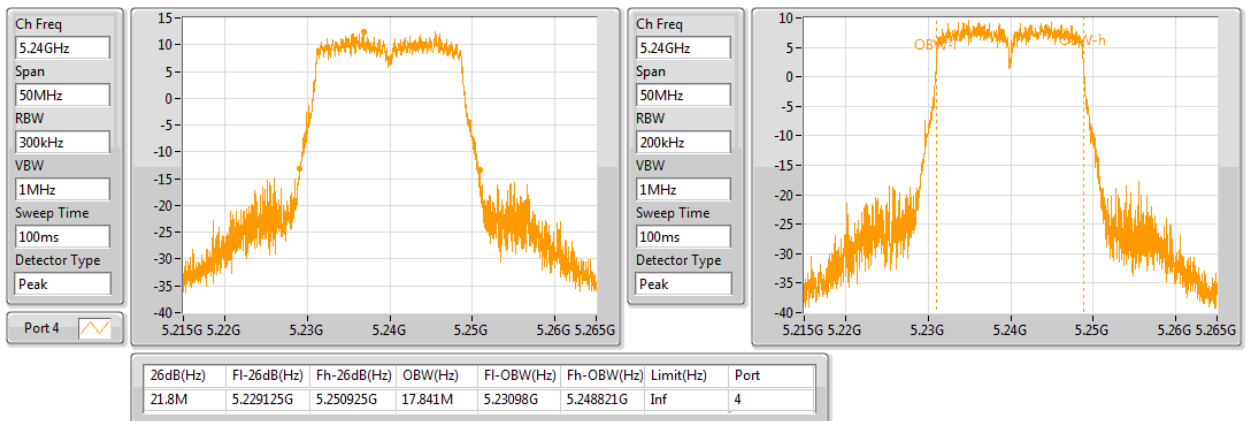 Ch Freq
5.24GHz
Span
50MHz
RBW
300kHz
VBW
1MHz
Sweep Time
100ms
Detector Type
Peak
Port 4
15
10
5
0
-5
-10
-15
-20
-25
-30
-35
-40
5.215G 5.22G 5.23G 5.24G 5.25G 5.26G 5.265G
Ch Freq
5.24GHz
Span
50MHz
RBW
200kHz
VBW
1MHz
Sweep Time
100ms
Detector Type
Peak
10
5
0
-5
-10
-15
-20
-25
-30
-35
-40
OBW-l OBW-h
5.215G 5.22G 5.23G 5.24G 5.25G 5.26G 5.265G
26dB(Hz) Fl-26dB(Hz) Fh-26dB(Hz) OBW(Hz) Fl-OBW(Hz) Fh-OBW(Hz) Limit(Hz) Port
21.8M 5.229125G 5.250925G 17.841M 5.23098G 5.248821G Inf 4